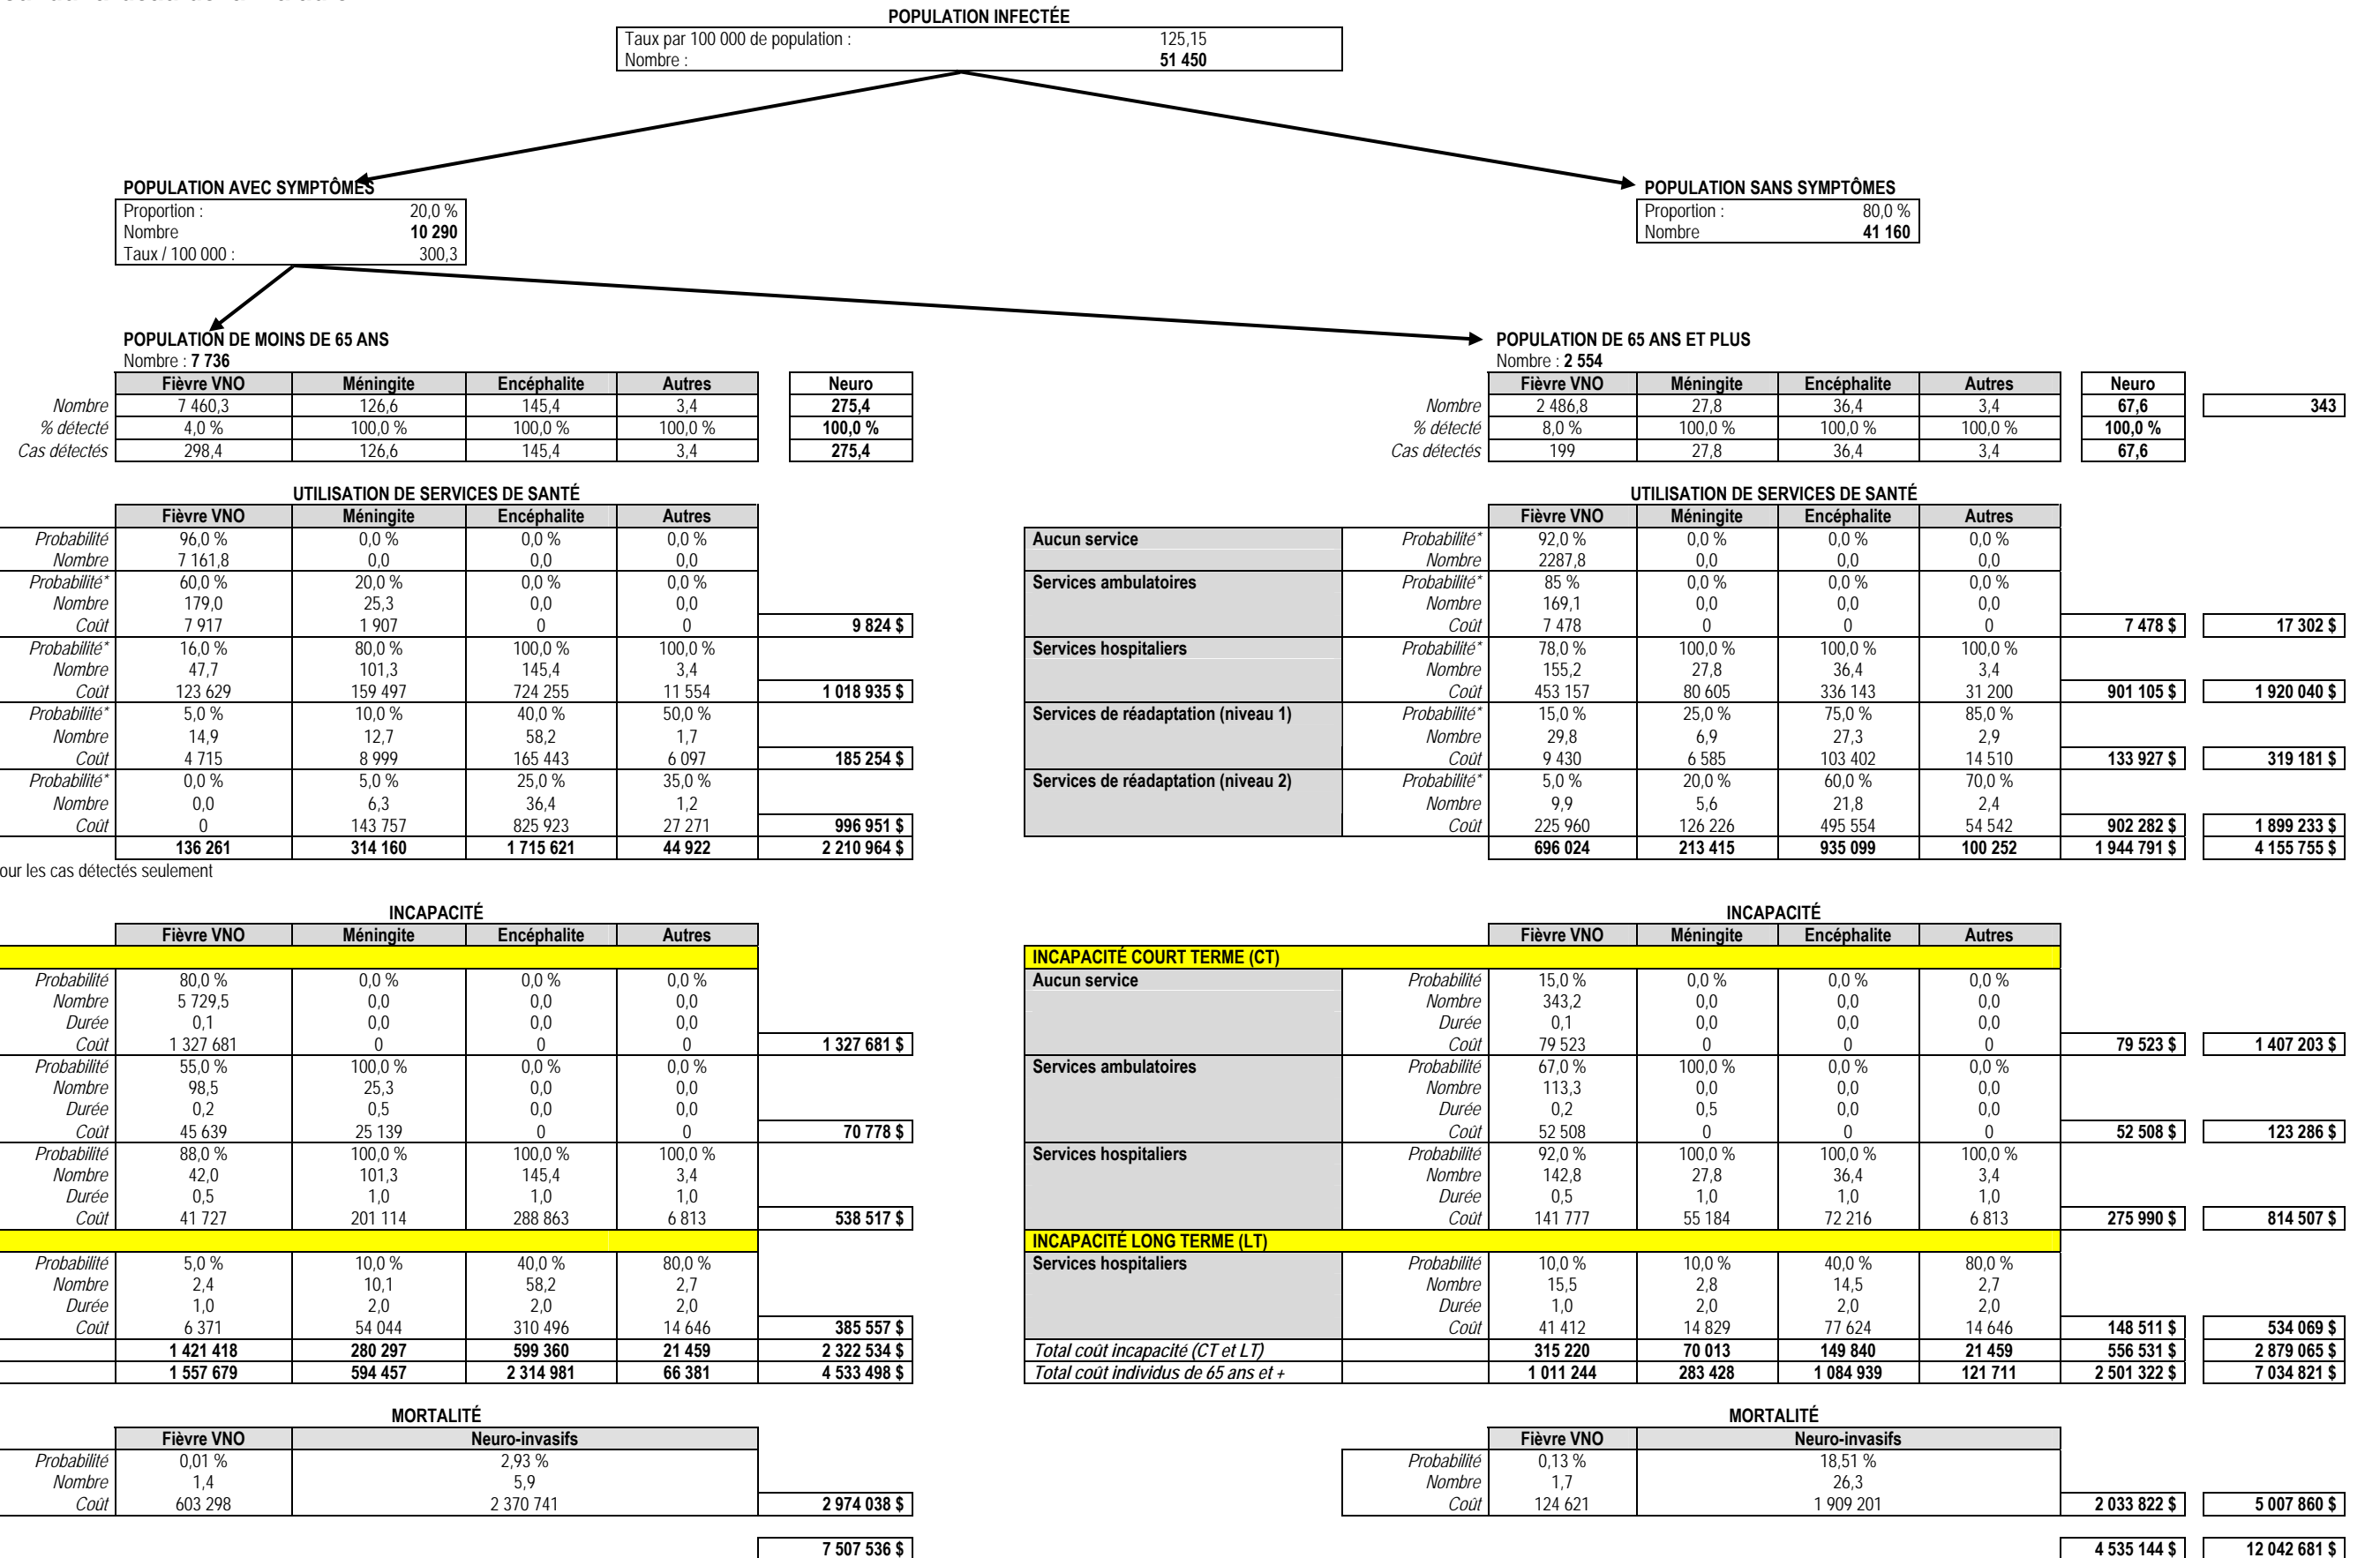 POPULATION INFECTÉE
Taux par 100 000 de population : 125,15
Nombre : 51 450
POPULATION AVEC SYMPTÔMES
Proportion : 20,0 %
Nombre 10 290
Taux / 100 000 : 300,3
POPULATION SANS SYMPTÔMES
Proportion : 80,0 %
Nombre 41 160
POPULATION DE MOINS DE 65 ANS
Nombre : 7 736
Fièvre VNO Méningite Encéphalite Autres Neuro
Nombre 7 460,3 126,6 145,4 3,4 275,4
% détecté 4,0 % 100,0 % 100,0 % 100,0 % 100,0 %
Cas détectés 298,4 126,6 145,4 3,4 275,4
UTILISATION DE SERVICES DE SANTÉ
Fièvre VNO Méningite Encéphalite Autres
Probabilité 96,0 % 0,0 % 0,0 % 0,0 %
Nombre 7 161,8 0,0 0,0 0,0
Probabilité* 60,0 % 20,0 % 0,0 % 0,0 %
Nombre 179,0 25,3 0,0 0,0
Coût 7 917 1 907 0 0 9 824 $
Probabilité* 16,0 % 80,0 % 100,0 % 100,0 %
Nombre 47,7 101,3 145,4 3,4
Coût 123 629 159 497 724 255 11 554 1 018 935 $
Probabilité* 5,0 % 10,0 % 40,0 % 50,0 %
Nombre 14,9 12,7 58,2 1,7
Coût 4 715 8 999 165 443 6 097 185 254 $
Probabilité* 0,0 % 5,0 % 25,0 % 35,0 %
Nombre 0,0 6,3 36,4 1,2
Coût 0 143 757 825 923 27 271 996 951 $
136 261 314 160 1 715 621 44 922 2 210 964 $
our les cas détectés seulement
INCAPACITÉ
Fièvre VNO Méningite Encéphalite Autres
Probabilité 80,0 % 0,0 % 0,0 % 0,0 %
Nombre 5 729,5 0,0 0,0 0,0
Durée 0,1 0,0 0,0 0,0
Coût 1 327 681 0 0 0 1 327 681 $
Probabilité 55,0 % 100,0 % 0,0 % 0,0 %
Nombre 98,5 25,3 0,0 0,0
Durée 0,2 0,5 0,0 0,0
Coût 45 639 25 139 0 0 70 778 $
Probabilité 88,0 % 100,0 % 100,0 % 100,0 %
Nombre 42,0 101,3 145,4 3,4
Durée 0,5 1,0 1,0 1,0
Coût 41 727 201 114 288 863 6 813 538 517 $
Probabilité 5,0 % 10,0 % 40,0 % 80,0 %
Nombre 2,4 10,1 58,2 2,7
Durée 1,0 2,0 2,0 2,0
Coût 6 371 54 044 310 496 14 646 385 557 $
1 421 418 280 297 599 360 21 459 2 322 534 $
1 557 679 594 457 2 314 981 66 381 4 533 498 $
MORTALITÉ
Fièvre VNO Neuro-invasifs
Probabilité 0,01 % 2,93 %
Nombre 1,4 5,9
Coût 603 298 2 370 741 2 974 038 $
7 507 536 $
POPULATION DE 65 ANS ET PLUS
Nombre : 2 554
Fièvre VNO Méningite Encéphalite Autres Neuro
Nombre 2 486,8 27,8 36,4 3,4 67,6 343
% détecté 8,0 % 100,0 % 100,0 % 100,0 % 100,0 %
Cas détectés 199 27,8 36,4 3,4 67,6
UTILISATION DE SERVICES DE SANTÉ
Fièvre VNO Méningite Encéphalite Autres
Aucun service Probabilité* 92,0 % 0,0 % 0,0 % 0,0 %
Nombre 2287,8 0,0 0,0 0,0
Services ambulatoires Probabilité* 85 % 0,0 % 0,0 % 0,0 %
Nombre 169,1 0,0 0,0 0,0
Coût 7 478 0 0 0 7 478 $ 17 302 $
Services hospitaliers Probabilité* 78,0 % 100,0 % 100,0 % 100,0 %
Nombre 155,2 27,8 36,4 3,4
Coût 453 157 80 605 336 143 31 200 901 105 $ 1 920 040 $
Services de réadaptation (niveau 1) Probabilité* 15,0 % 25,0 % 75,0 % 85,0 %
Nombre 29,8 6,9 27,3 2,9
Coût 9 430 6 585 103 402 14 510 133 927 $ 319 181 $
Services de réadaptation (niveau 2) Probabilité* 5,0 % 20,0 % 60,0 % 70,0 %
Nombre 9,9 5,6 21,8 2,4
Coût 225 960 126 226 495 554 54 542 902 282 $ 1 899 233 $
696 024 213 415 935 099 100 252 1 944 791 $ 4 155 755 $
INCAPACITÉ
Fièvre VNO Méningite Encéphalite Autres
INCAPACITÉ COURT TERME (CT)
Aucun service Probabilité 15,0 % 0,0 % 0,0 % 0,0 %
Nombre 343,2 0,0 0,0 0,0
Durée 0,1 0,0 0,0 0,0
Coût 79 523 0 0 0 79 523 $ 1 407 203 $
Services ambulatoires Probabilité 67,0 % 100,0 % 0,0 % 0,0 %
Nombre 113,3 0,0 0,0 0,0
Durée 0,2 0,5 0,0 0,0
Coût 52 508 0 0 0 52 508 $ 123 286 $
Services hospitaliers Probabilité 92,0 % 100,0 % 100,0 % 100,0 %
Nombre 142,8 27,8 36,4 3,4
Durée 0,5 1,0 1,0 1,0
Coût 141 777 55 184 72 216 6 813 275 990 $ 814 507 $
INCAPACITÉ LONG TERME (LT)
Services hospitaliers Probabilité 10,0 % 10,0 % 40,0 % 80,0 %
Nombre 15,5 2,8 14,5 2,7
Durée 1,0 2,0 2,0 2,0
Coût 41 412 14 829 77 624 14 646 148 511 $ 534 069 $
Total coût incapacité (CT et LT) 315 220 70 013 149 840 21 459 556 531 $ 2 879 065 $
Total coût individus de 65 ans et + 1 011 244 283 428 1 084 939 121 711 2 501 322 $ 7 034 821 $
MORTALITÉ
Fièvre VNO Neuro-invasifs
Probabilité 0,13 % 18,51 %
Nombre 1,7 26,3
Coût 124 621 1 909 201 2 033 822 $ 5 007 860 $
4 535 144 $ 12 042 681 $